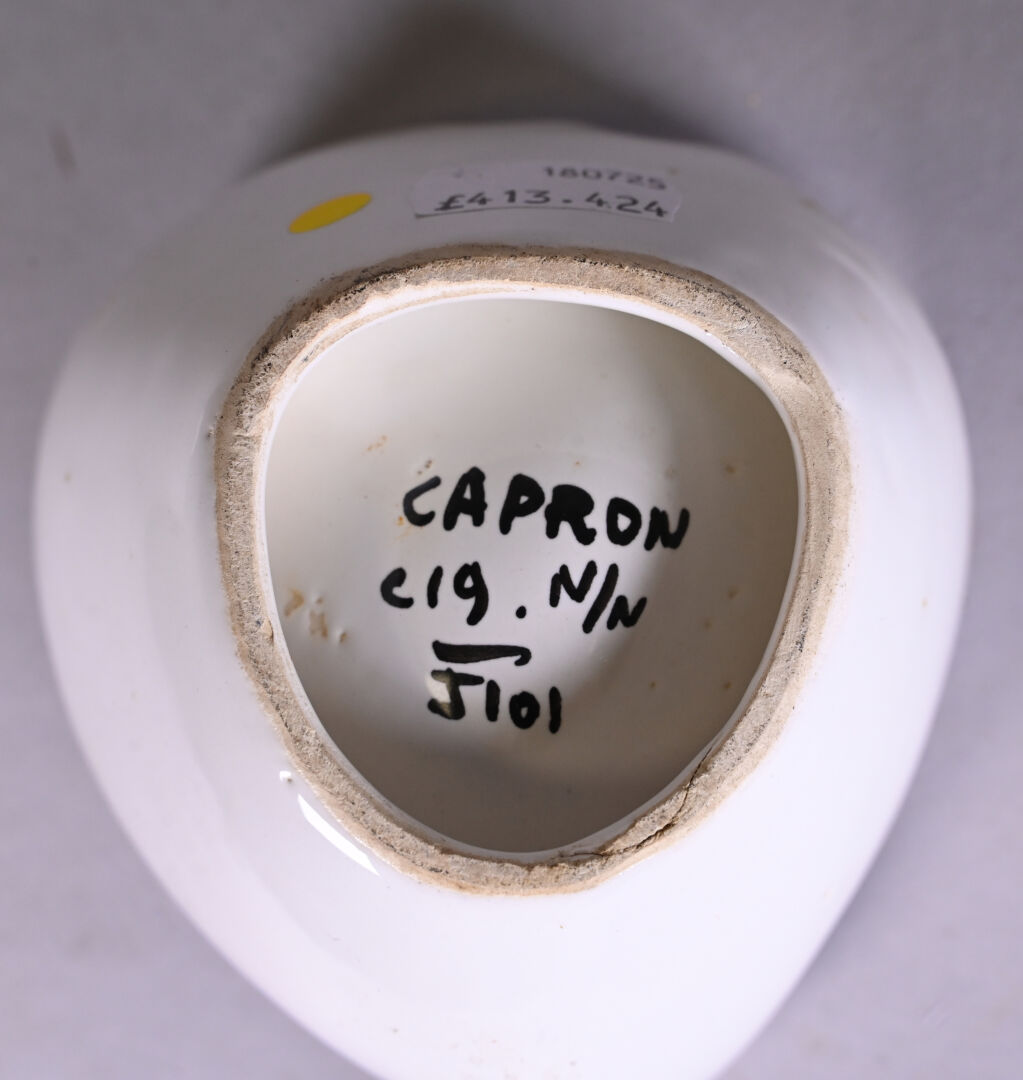 180725
£413.424
CAPRON
C19. N/N
J101